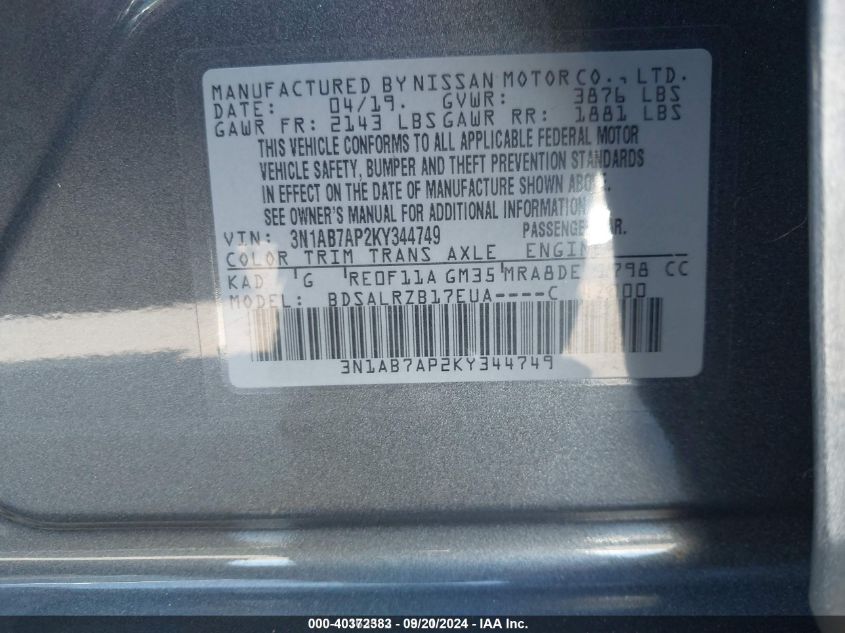 MANUFACTURED BY NISSAN MOTOR CO., LTD.
DATE: 04/19. GVWR: 3876 LBS
GAWR FR: 2143 LBS GAWR RR: 1881 LBS
THIS VEHICLE CONFORMS TO ALL APPLICABLE FEDERAL MOTOR
VEHICLE SAFETY, BUMPER AND THEFT PREVENTION STANDARDS
IN EFFECT ON THE DATE OF MANUFACTURE SHOWN ABOVE.
SEE OWNER'S MANUAL FOR ADDITIONAL INFORMATION.
VIN: 3N1AB7AP2KY344749 PASSENGER CAR.
COLOR TRIM TRANS AXLE ENGINE
KAD G RE0F11A GM35 MRA8DE 1798 CC
MODEL: BDSALRZB17EUA----C
3N1AB7AP2KY344749
000-40372383 - 09/20/2024 - IAA Inc.